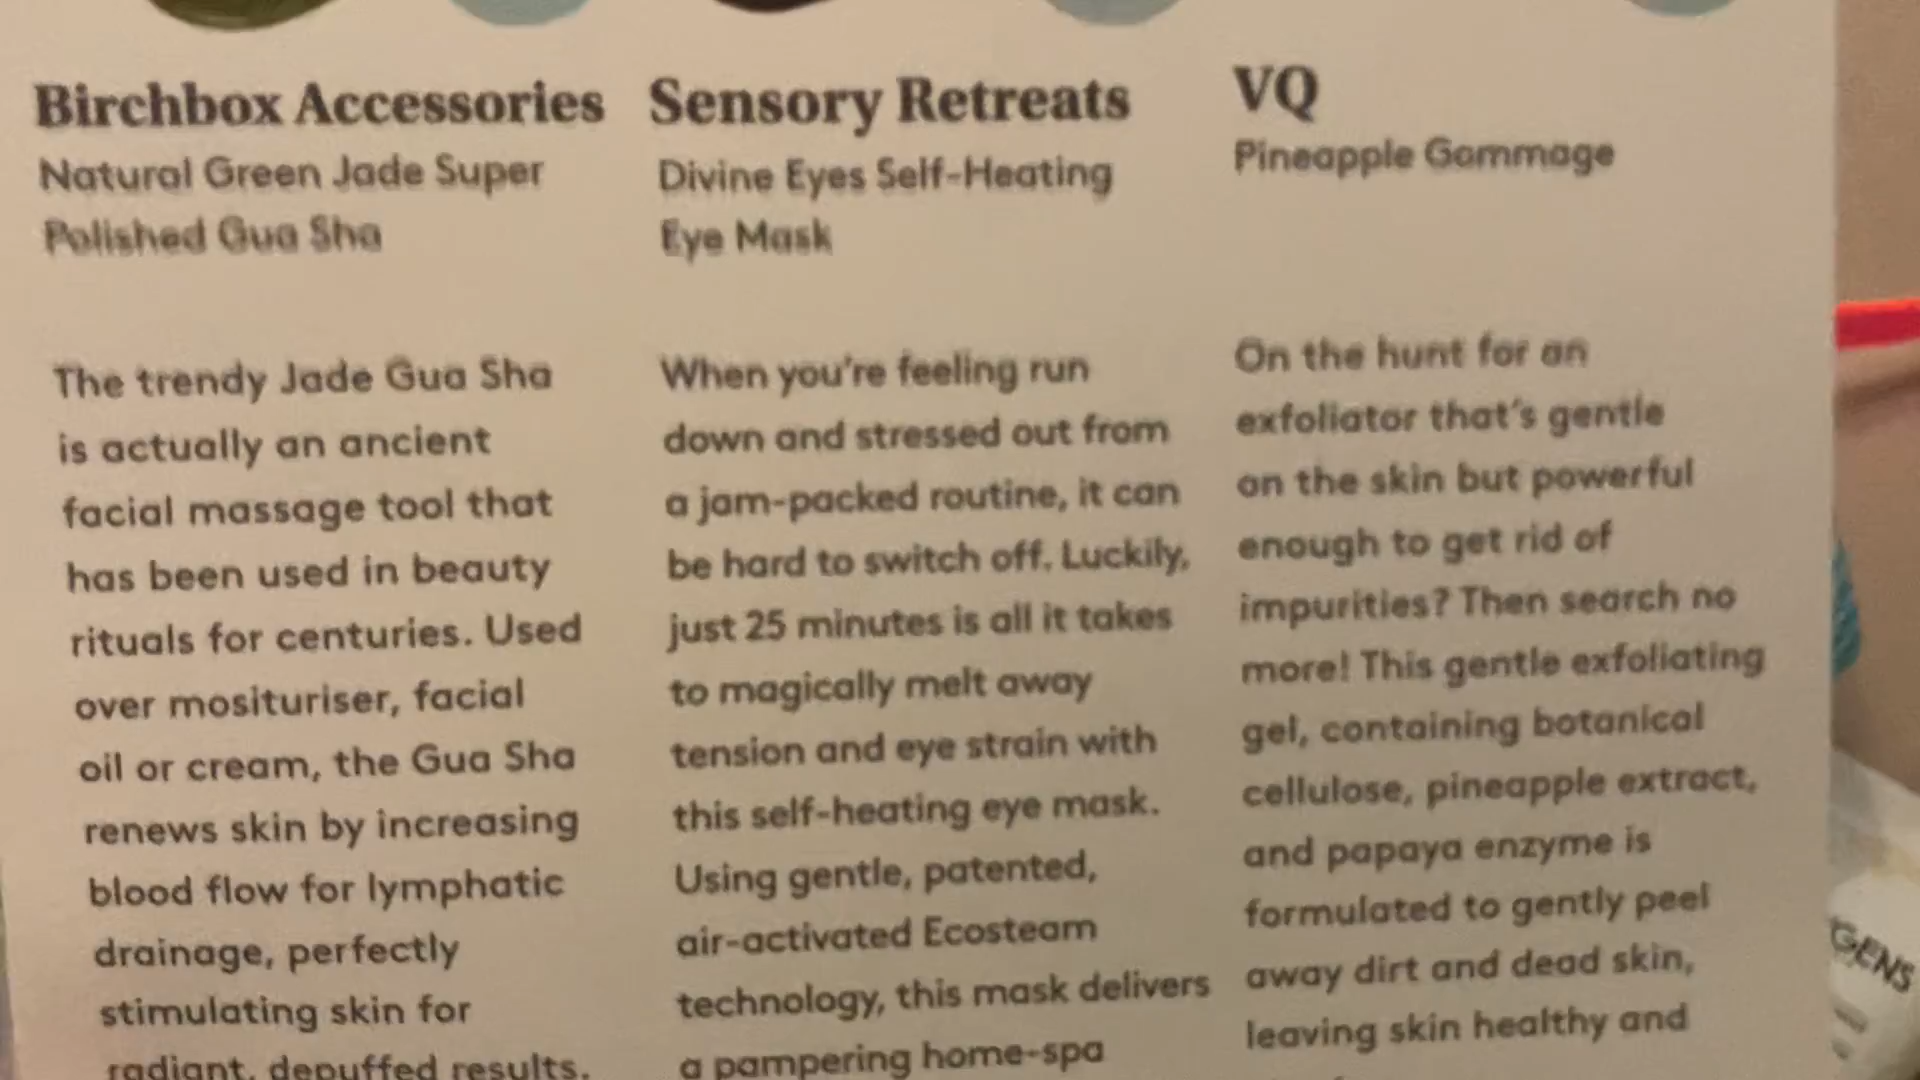 Birchbox Accessories
Natural Green Jade Super
Polished Gua Sha
The trendy Jade Gua Sha
is actually an ancient
facial massage tool that
has been used in beauty
rituals for centuries. Used
over mosituriser, facial
oil or cream, the Gua Sha
renews skin by increasing
blood flow for lymphatic
drainage, perfectly
stimulating skin for
radiant, depuffed results.
Sensory Retreats
Divine Eyes Self-Heating
Eye Mask
When you're feeling run
down and stressed out from
a jam-packed routine, it can
be hard to switch off. Luckily,
just 25 minutes is all it takes
to magically melt away
tension and eye strain with
this self-heating eye mask.
Using gentle, patented,
air-activated Ecosteam
technology, this mask delivers
a pampering home-spa
VQ
Pineapple Gommage
On the hunt for an
exfoliator that's gentle
on the skin but powerful
enough to get rid of
impurities? Then search no
more! This gentle exfoliating
gel, containing botanical
cellulose, pineapple extract,
and papaya enzyme is
formulated to gently peel
away dirt and dead skin,
leaving skin healthy and
GENS